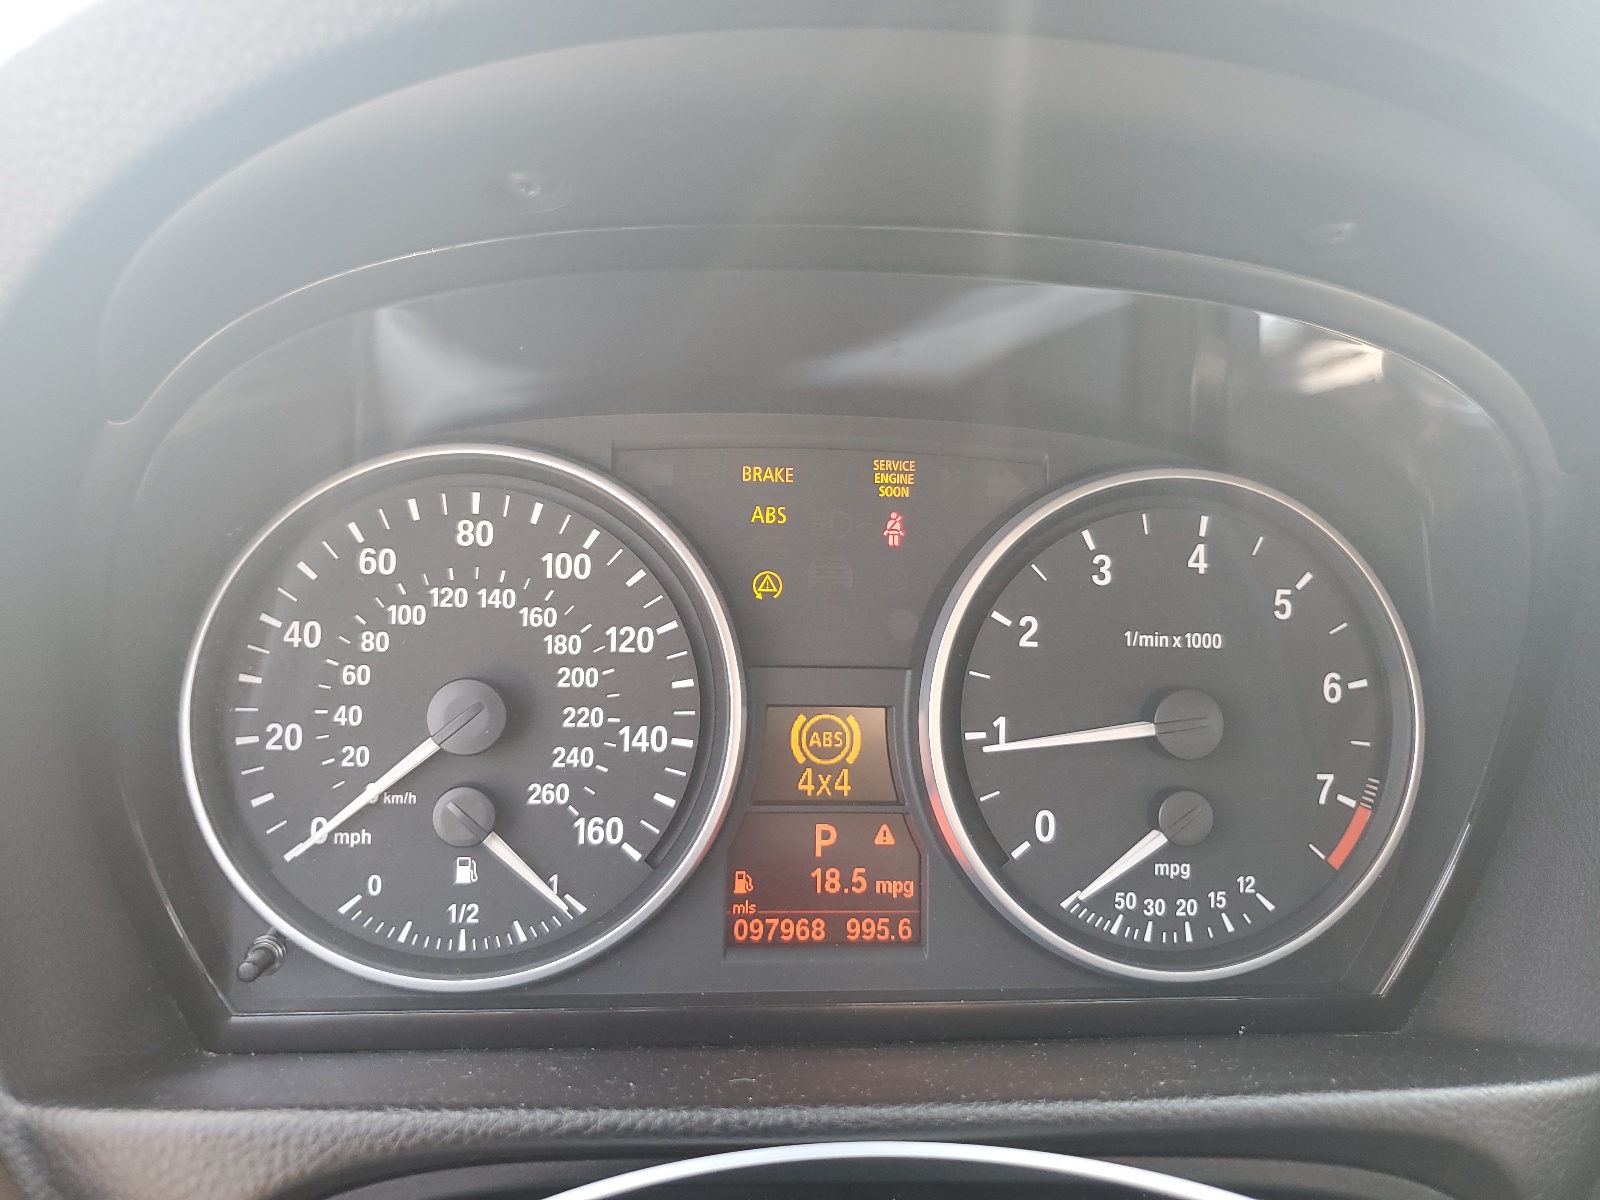 BRAKE
SERVICE
ENGINE
SOON
ABS
0 20 40 60 80 100 120 140 160
mph
0 20 40 60 80 100 120 140 160 180 200 220 240 260
km/h
0 1/2 1
ABS
4x4
P
18.5 mpg
mls
097968 995.6
0 1 2 3 4 5 6 7
1/min x 1000
mpg
50 30 20 15 12